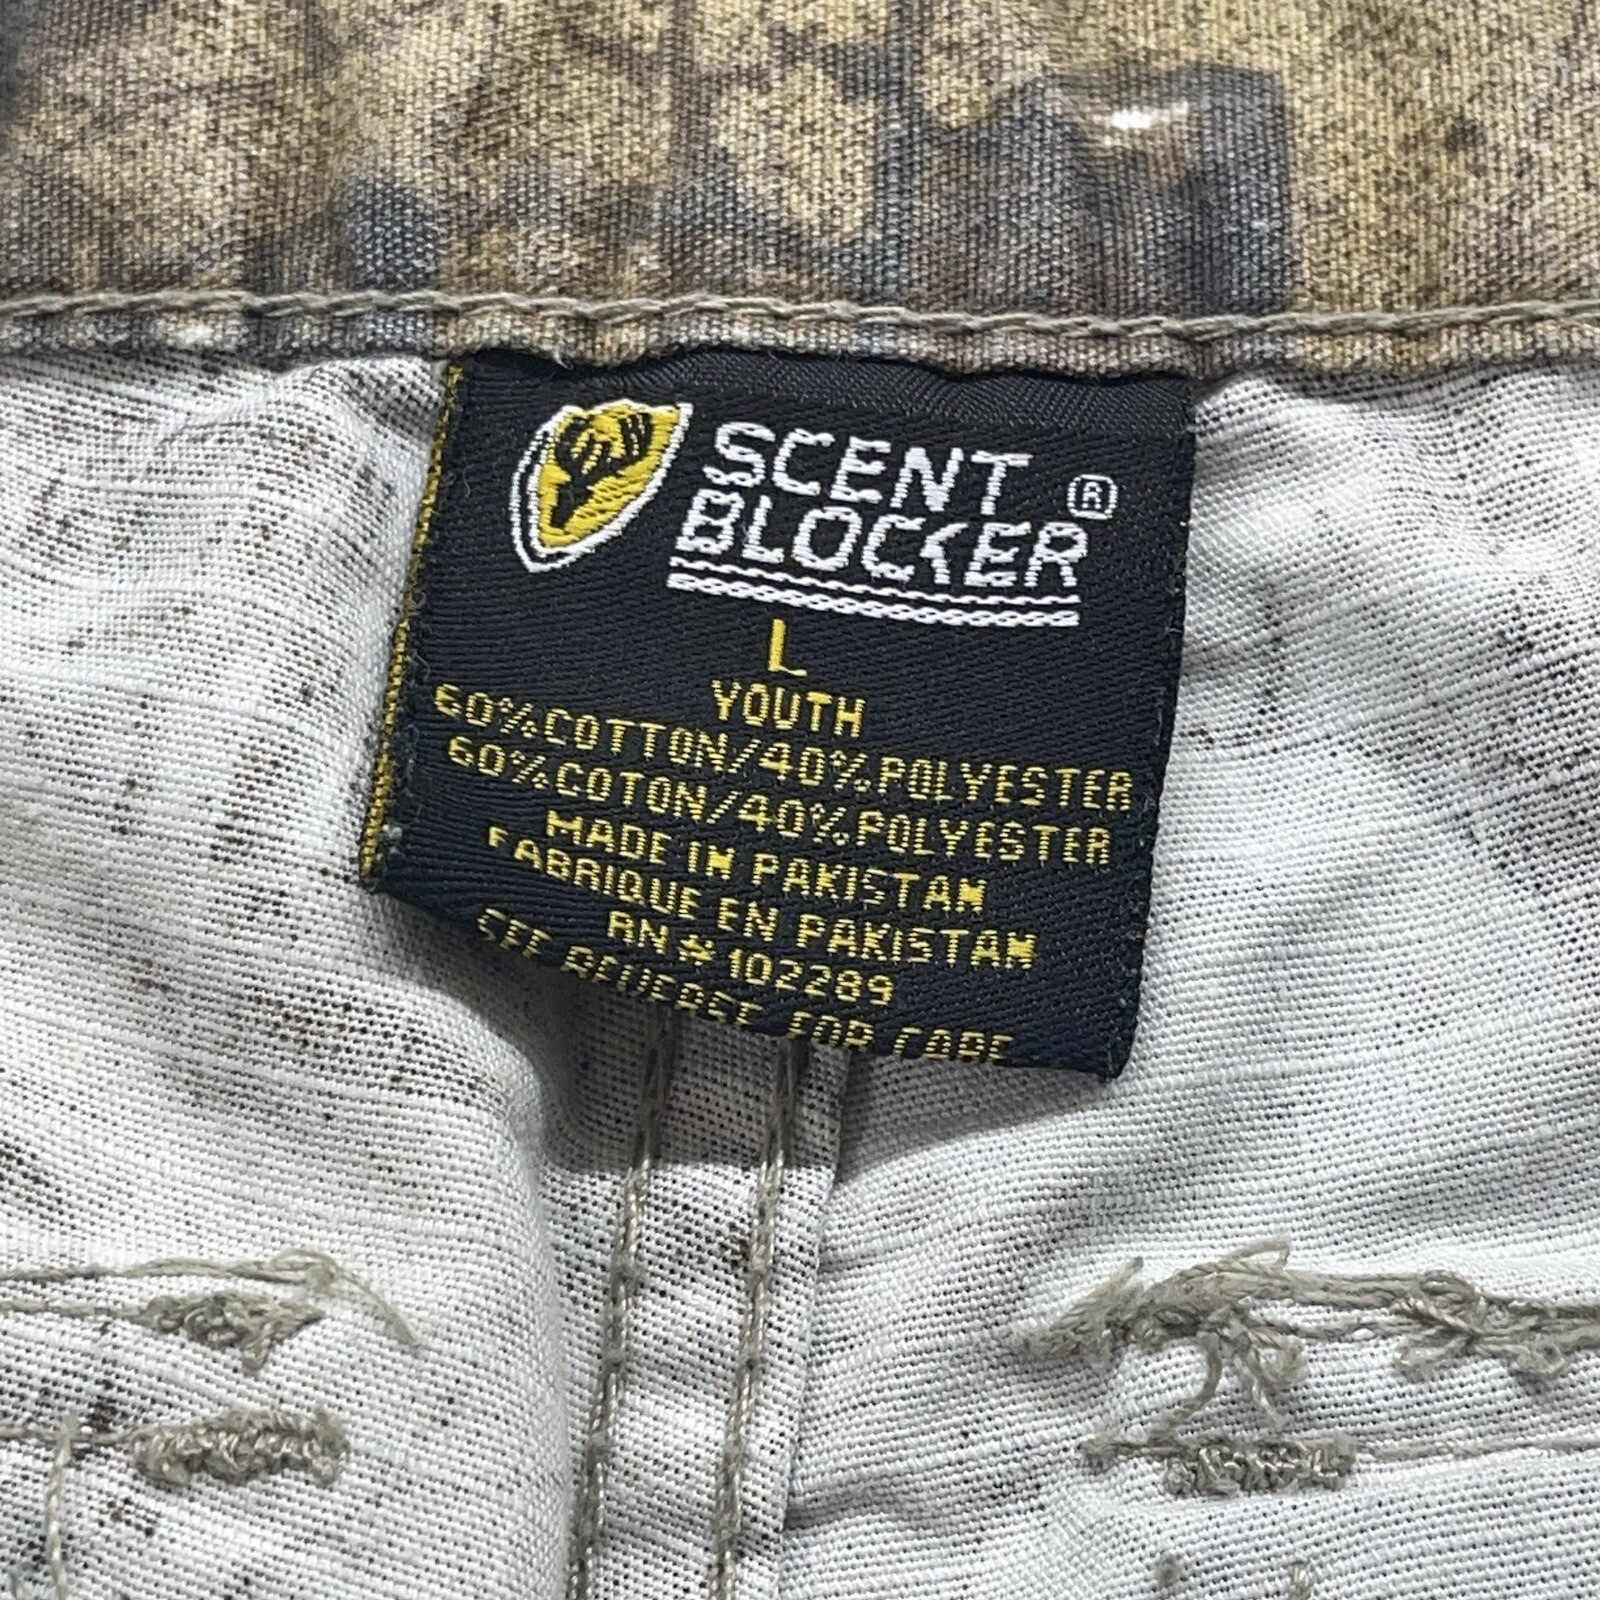 SCENT
BLOCKER ®
L
YOUTH
60% COTTON/40% POLYESTER
60% COTON/40% POLYESTER
MADE IN PAKISTAN
FABRIQUE EN PAKISTAN
RN# 102289
SEE REVERSE FOR CARE